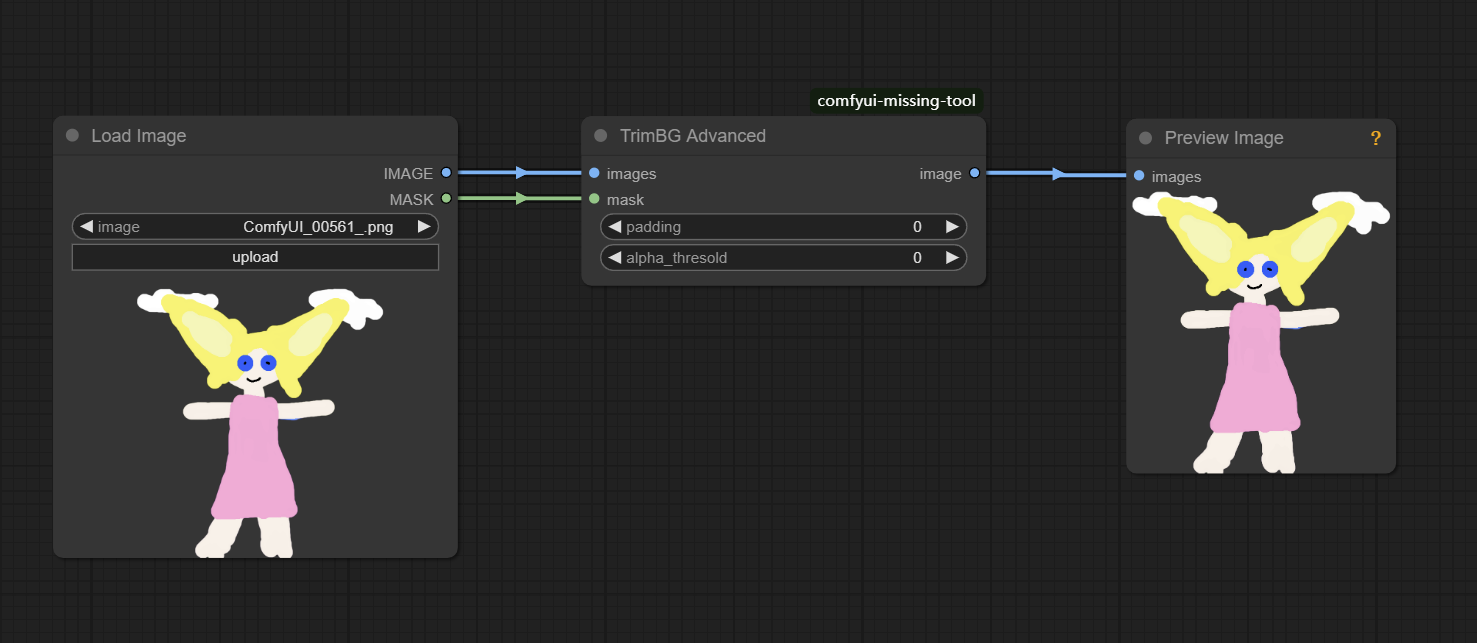 comfyui-missing-tool
Load Image
IMAGE
MASK
image ComfyUI_00561_.png
upload
TrimBG Advanced
images image
mask
padding 0
alpha_thresold 0
Preview Image ?
images